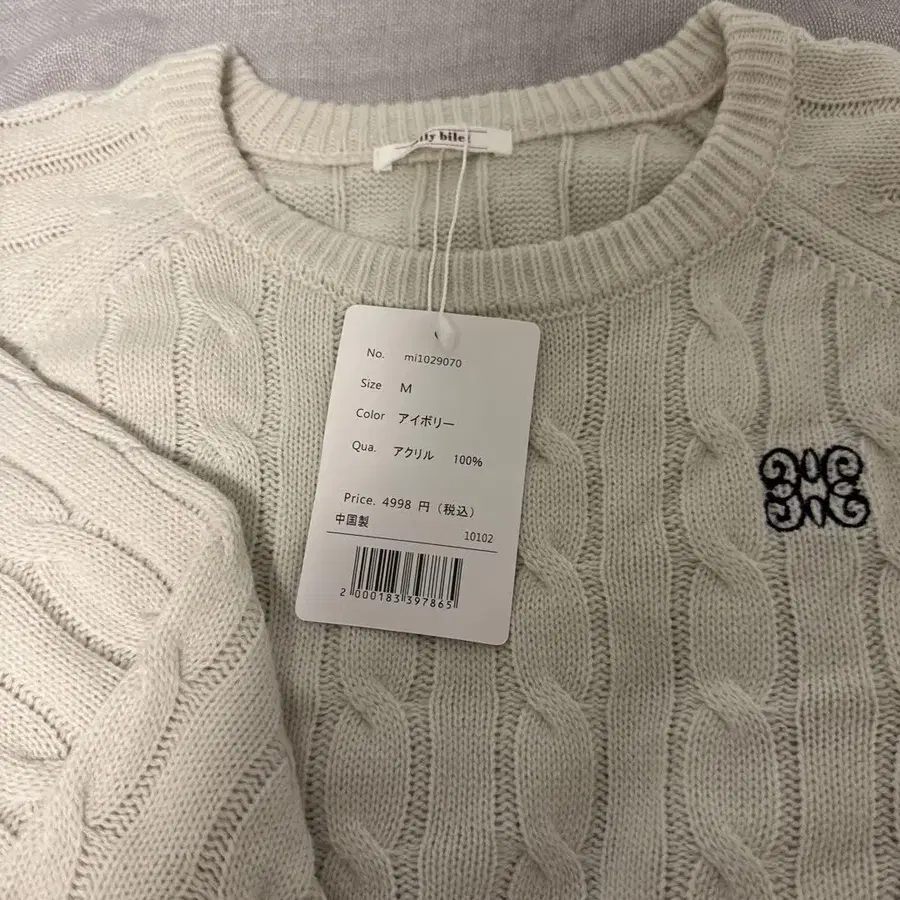 No. mi1029070
Size M
Color アイボリー
Qua. アクリル 100%
Price. 4998 円（税込）
中国製
10102
2 000183 397865